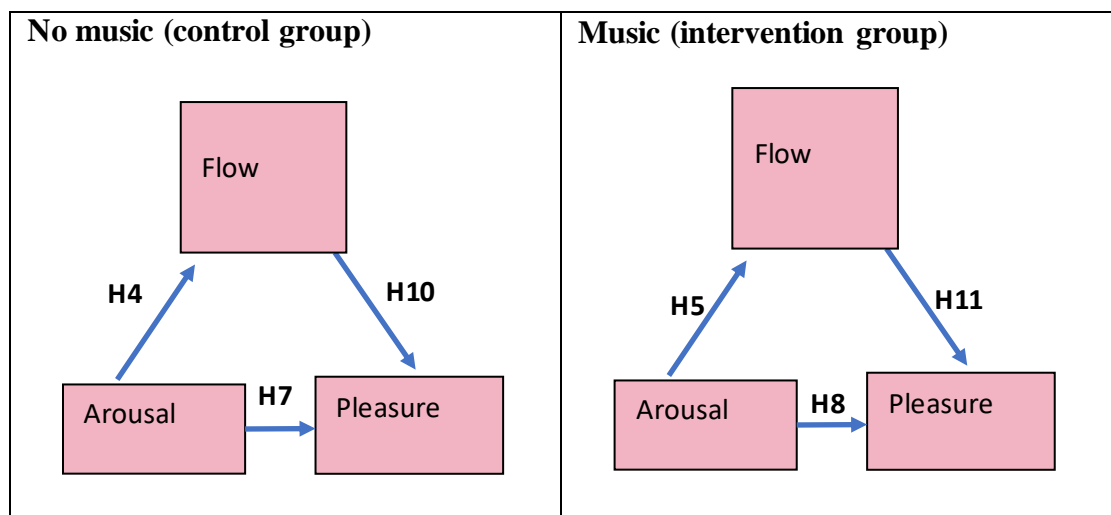 No music (control group)
Flow
H4
H10
H7
Arousal
Pleasure
Music (intervention group)
Flow
H5
H11
H8
Arousal
Pleasure